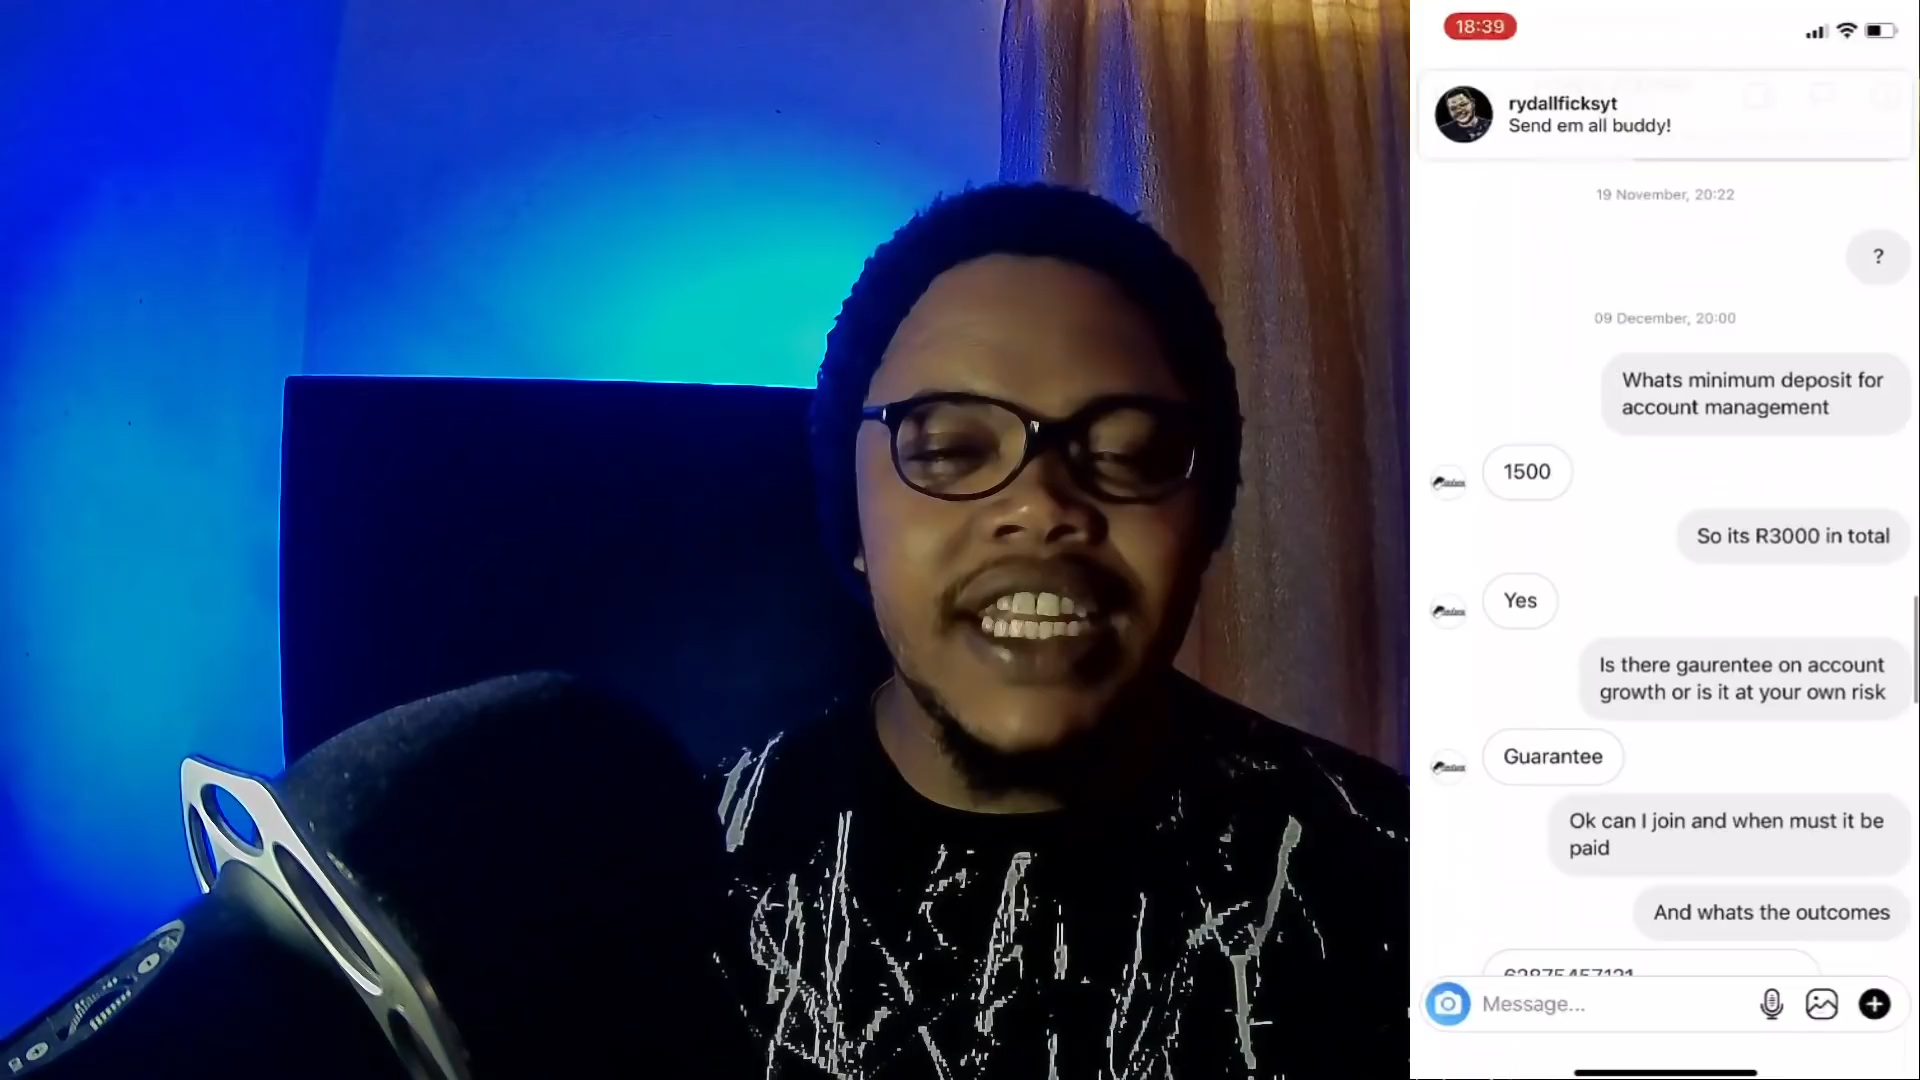 18:39
rydallficksyt
Send em all buddy!
19 November, 20:22
?
09 December, 20:00
Whats minimum deposit for
account management
1500
So its R3000 in total
Yes
Is there gaurentee on account
growth or is it at your own risk
Guarantee
Ok can I join and when must it be
paid
And whats the outcomes
Message...